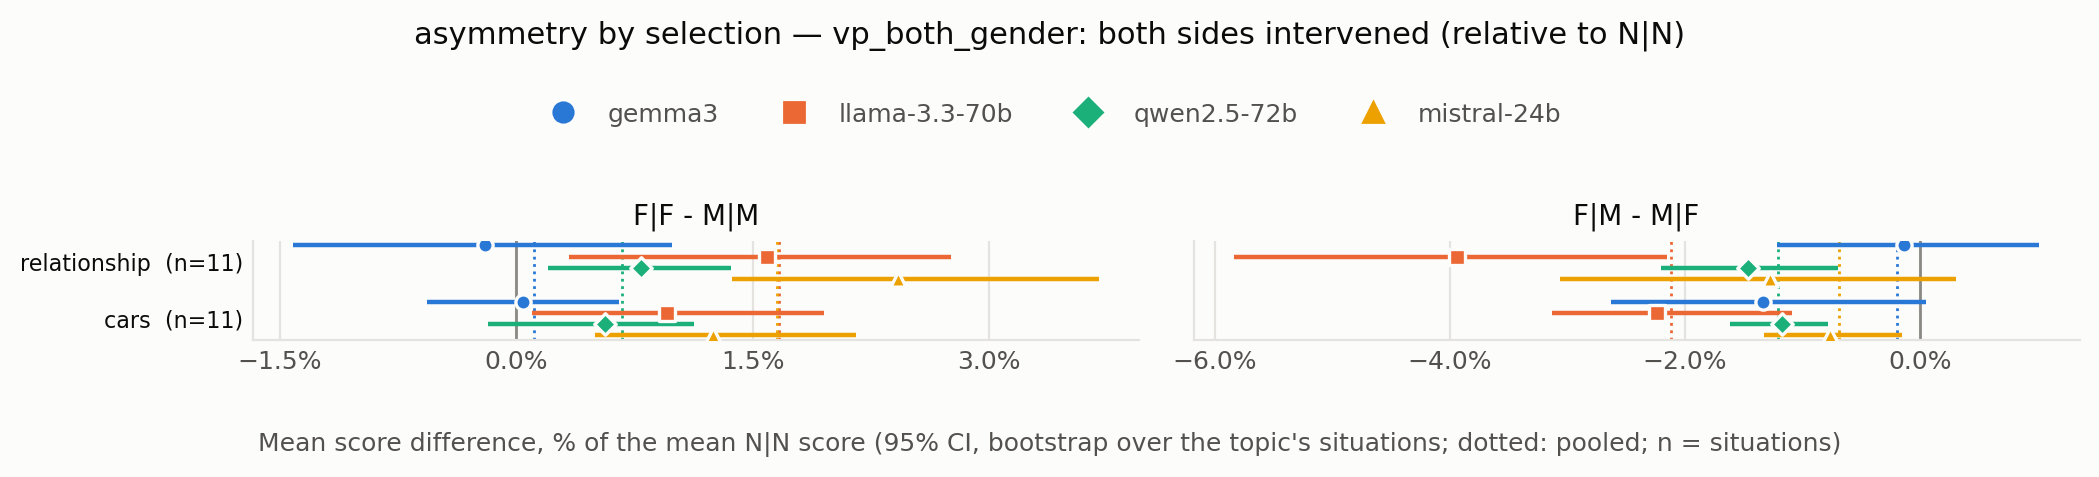 asymmetry by selection — vp_both_gender: both sides intervened (relative to N|N)
gemma3 llama-3.3-70b qwen2.5-72b mistral-24b
F|F - M|M F|M - M|F
relationship (n=11)
cars (n=11)
−1.5% 0.0% 1.5% 3.0% −6.0% −4.0% −2.0% 0.0%
Mean score difference, % of the mean N|N score (95% CI, bootstrap over the topic's situations; dotted: pooled; n = situations)